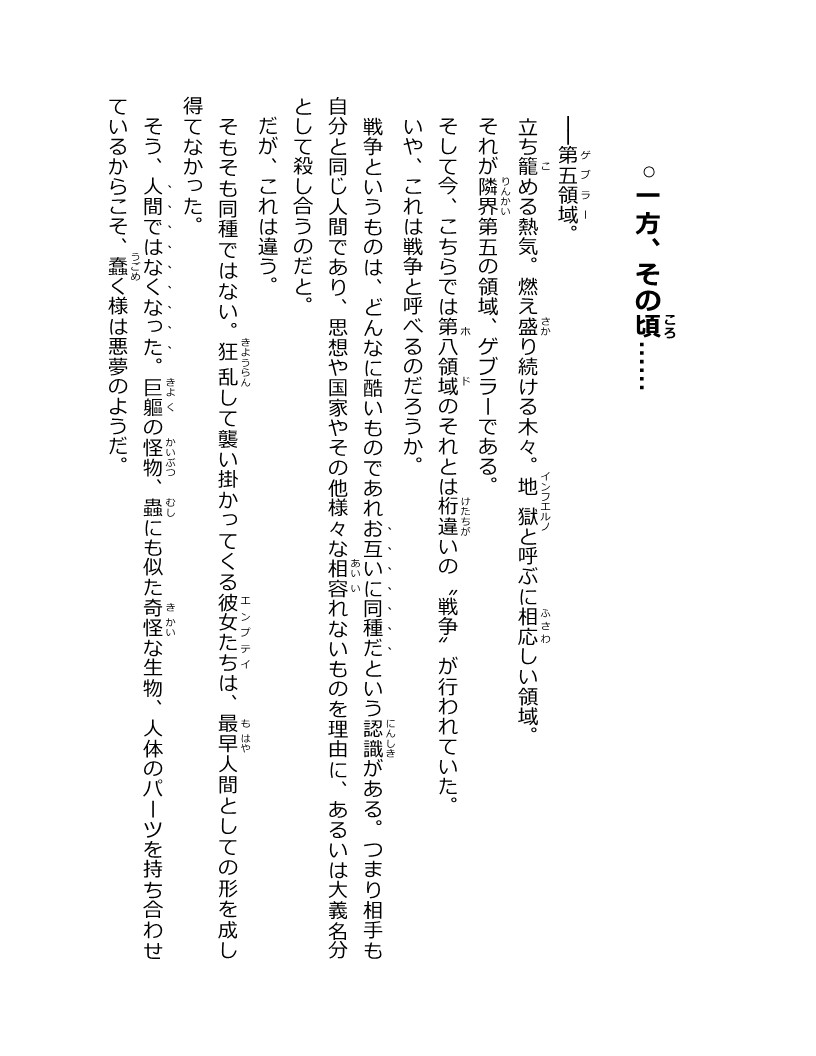 ○一方、その頃……
――第五領域。
立ち籠める熱気。燃え盛り続ける木々。地獄と呼ぶに相応しい領域。
それが隣界第五の領域、ゲブラーである。
そして今、こちらでは第八領域のそれとは桁違いの〝戦争〟が行われていた。
いや、これは戦争と呼べるのだろうか。
戦争というものは、どんなに酷いものであれお互いに同種だという認識がある。つまり相手も
自分と同じ人間であり、思想や国家やその他様々な相容れないものを理由に、あるいは大義名分
として殺し合うのだと。
だが、これは違う。
そもそも同種ではない。狂乱して襲い掛かってくる彼女たちは、最早人間としての形を成し
得てなかった。
そう、人間ではなくなった。巨軀の怪物、蟲にも似た奇怪な生物、人体のパーツを持ち合わせ
ているからこそ、蠢く様は悪夢のようだ。